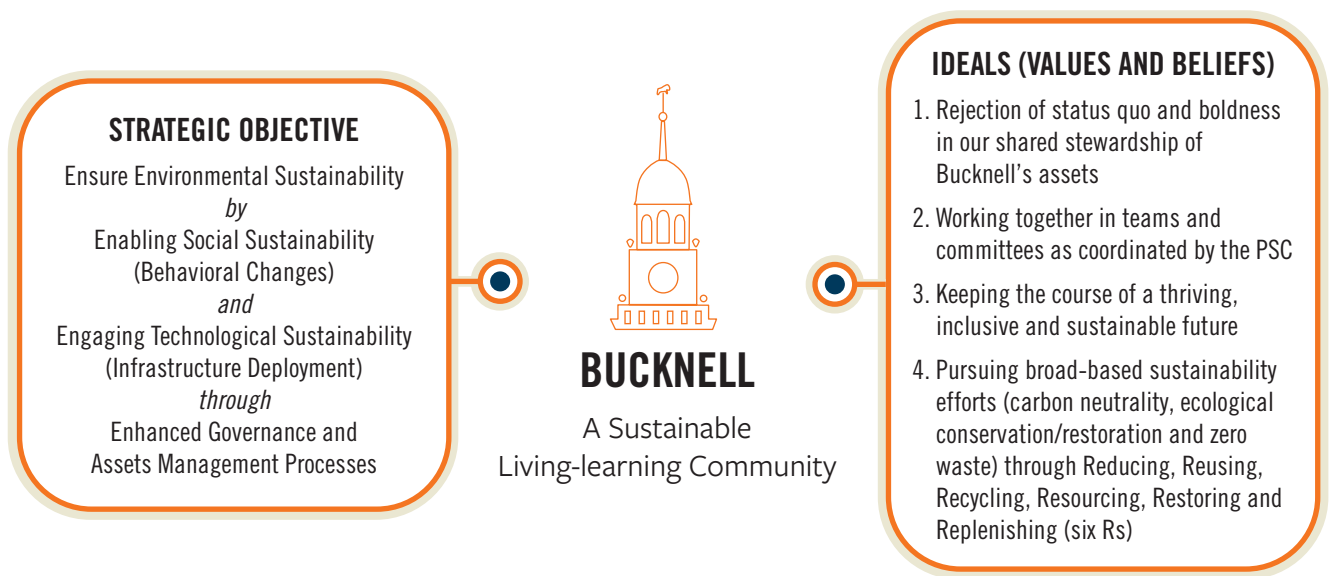 STRATEGIC OBJECTIVE
Ensure Environmental Sustainability
by
Enabling Social Sustainability
(Behavioral Changes)
and
Engaging Technological Sustainability
(Infrastructure Deployment)
through
Enhanced Governance and
Assets Management Processes
BUCKNELL
A Sustainable
Living-learning Community
IDEALS (VALUES AND BELIEFS)
1. Rejection of status quo and boldness
in our shared stewardship of
Bucknell’s assets
2. Working together in teams and
committees as coordinated by the PSC
3. Keeping the course of a thriving,
inclusive and sustainable future
4. Pursuing broad-based sustainability
efforts (carbon neutrality, ecological
conservation/restoration and zero
waste) through Reducing, Reusing,
Recycling, Resourcing, Restoring and
Replenishing (six Rs)